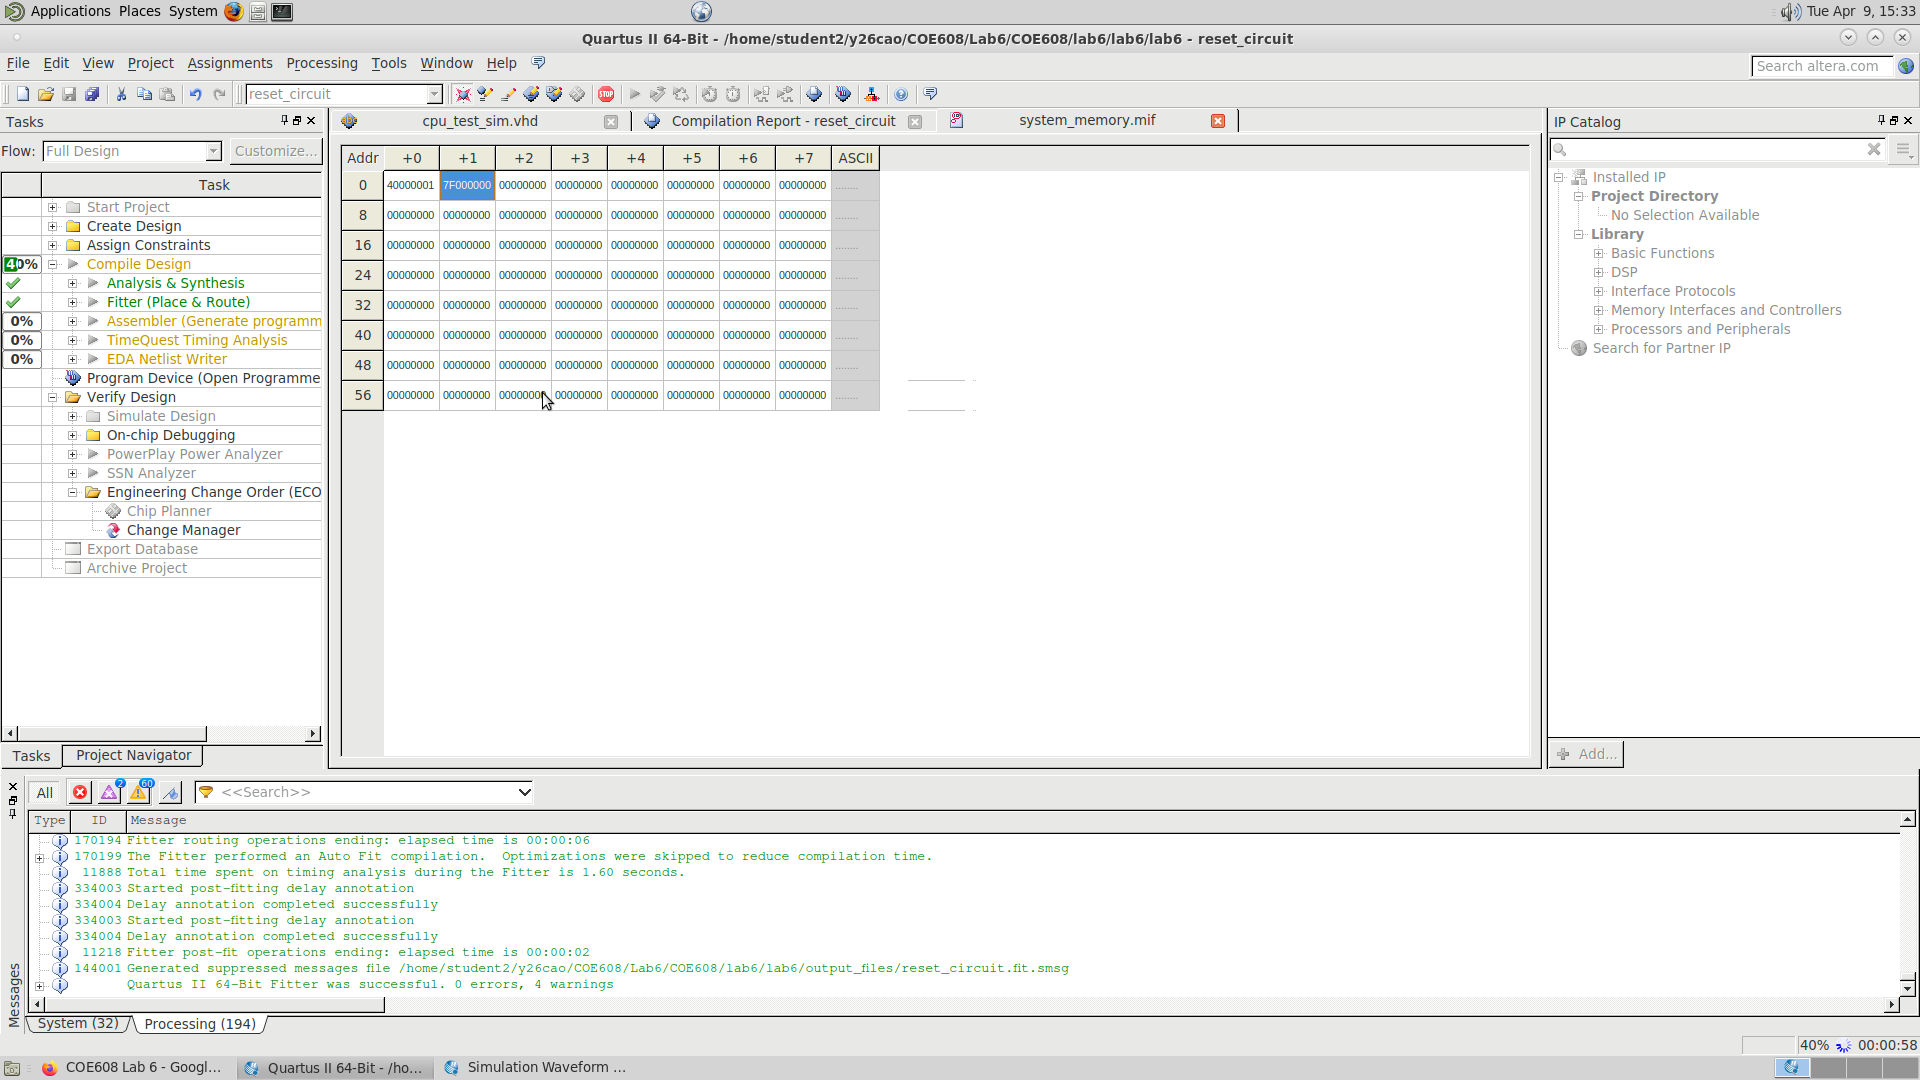 Applications Places System
Tue Apr 9, 15:33
Quartus II 64-Bit - /home/student2/y26cao/COE608/Lab6/COE608/lab6/lab6/lab6 - reset_circuit
File Edit View Project Assignments Processing Tools Window Help
Search altera.com
reset_circuit
STOP
Tasks
Flow: Full Design Customize...
Task
Start Project
Create Design
Assign Constraints
40% Compile Design
Analysis & Synthesis
Fitter (Place & Route)
0% Assembler (Generate programm
0% TimeQuest Timing Analysis
0% EDA Netlist Writer
Program Device (Open Programme
Verify Design
Simulate Design
On-chip Debugging
PowerPlay Power Analyzer
SSN Analyzer
Engineering Change Order (ECO
Chip Planner
Change Manager
Export Database
Archive Project
Tasks Project Navigator
cpu_test_sim.vhd Compilation Report - reset_circuit system_memory.mif
Addr +0 +1 +2 +3 +4 +5 +6 +7 ASCII
0 40000001 7F000000 00000000 00000000 00000000 00000000 00000000 00000000 ........
8 00000000 00000000 00000000 00000000 00000000 00000000 00000000 00000000 ........
16 00000000 00000000 00000000 00000000 00000000 00000000 00000000 00000000 ........
24 00000000 00000000 00000000 00000000 00000000 00000000 00000000 00000000 ........
32 00000000 00000000 00000000 00000000 00000000 00000000 00000000 00000000 ........
40 00000000 00000000 00000000 00000000 00000000 00000000 00000000 00000000 ........
48 00000000 00000000 00000000 00000000 00000000 00000000 00000000 00000000 ........
56 00000000 00000000 00000000 00000000 00000000 00000000 00000000 00000000 ........
IP Catalog
Installed IP
Project Directory
No Selection Available
Library
Basic Functions
DSP
Interface Protocols
Memory Interfaces and Controllers
Processors and Peripherals
Search for Partner IP
Add...
All 2 60 <<Search>>
Type ID Message
170194 Fitter routing operations ending: elapsed time is 00:00:06
170199 The Fitter performed an Auto Fit compilation.  Optimizations were skipped to reduce compilation time.
11888 Total time spent on timing analysis during the Fitter is 1.60 seconds.
334003 Started post-fitting delay annotation
334004 Delay annotation completed successfully
334003 Started post-fitting delay annotation
334004 Delay annotation completed successfully
11218 Fitter post-fit operations ending: elapsed time is 00:00:02
144001 Generated suppressed messages file /home/student2/y26cao/COE608/Lab6/COE608/lab6/lab6/output_files/reset_circuit.fit.smsg
Quartus II 64-Bit Fitter was successful. 0 errors, 4 warnings
Messages
System (32) Processing (194)
40% 00:00:58
COE608 Lab 6 - Googl... Quartus II 64-Bit - /ho... Simulation Waveform ...